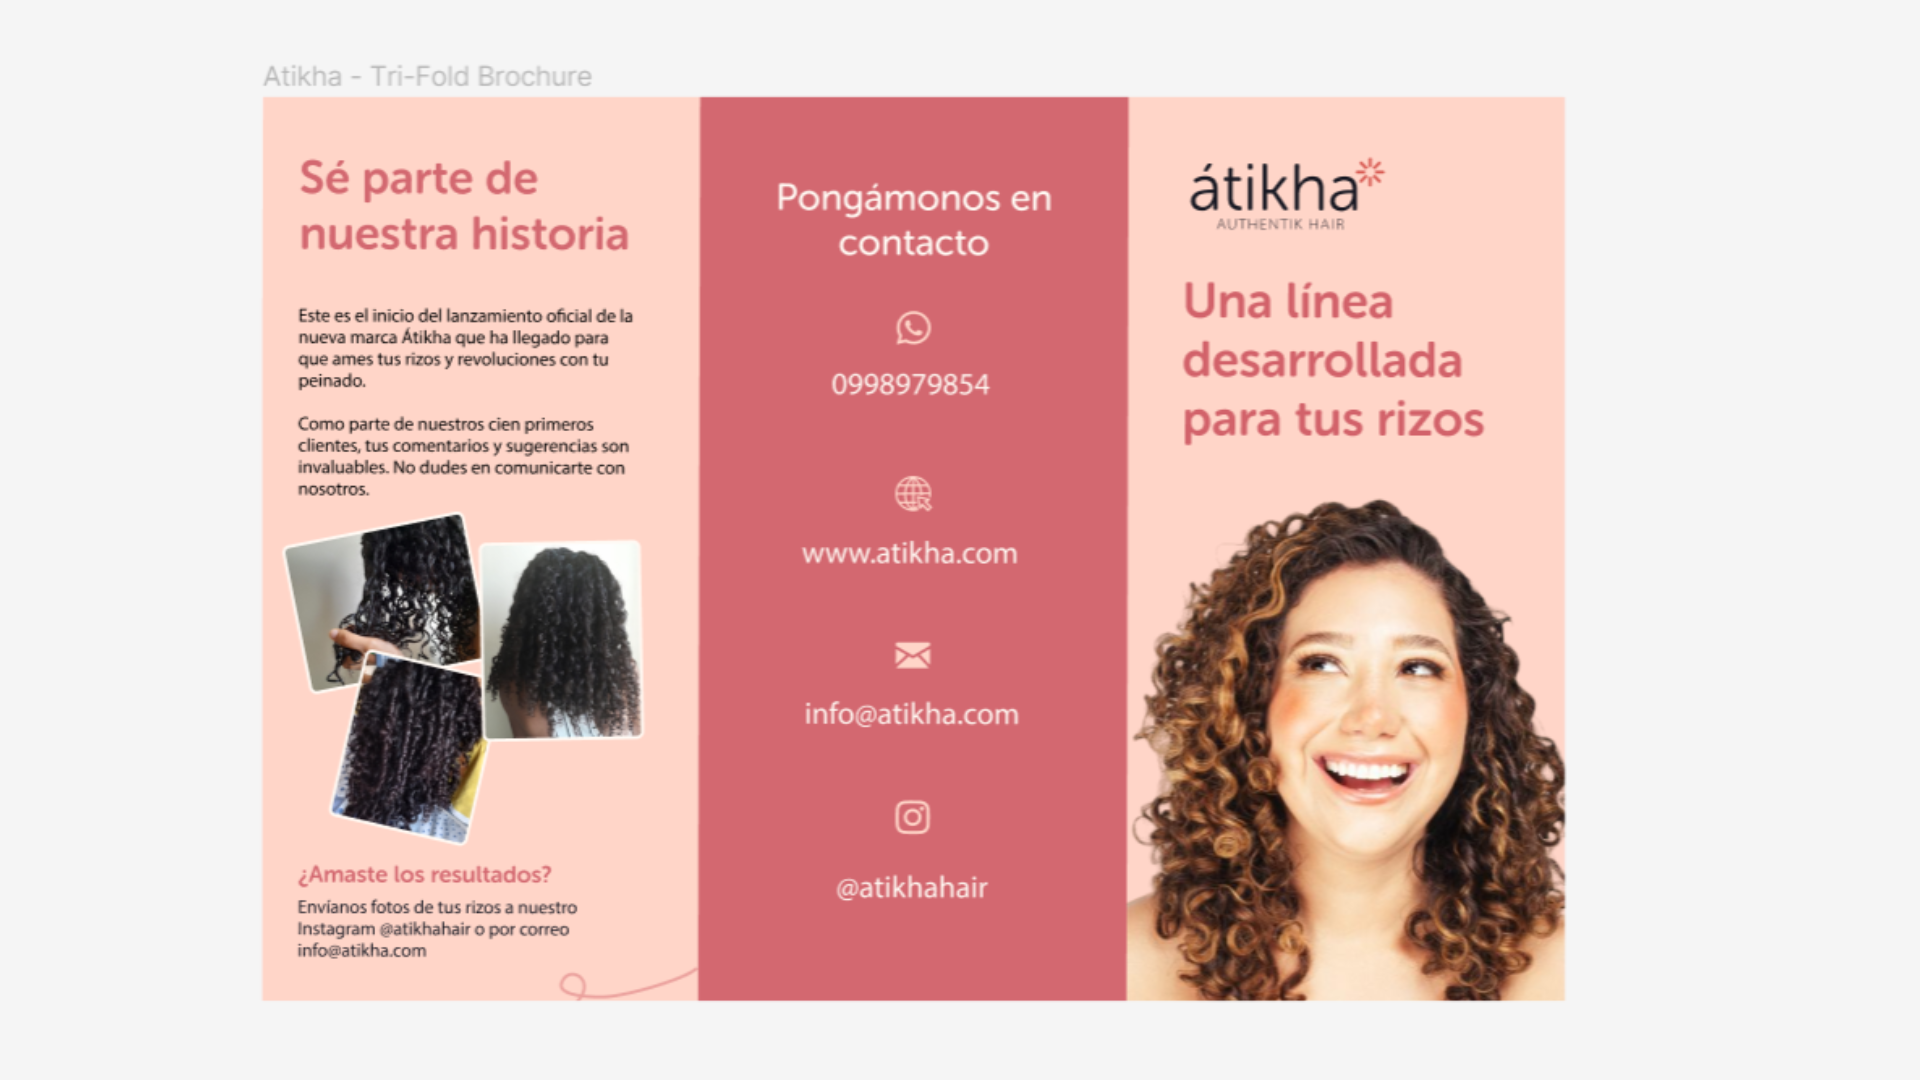 Atikha - Tri-Fold Brochure
Sé parte de
nuestra historia
Este es el inicio del lanzamiento oficial de la
nueva marca Átikha que ha llegado para
que ames tus rizos y revoluciones con tu
peinado.
Como parte de nuestros cien primeros
clientes, tus comentarios y sugerencias son
invaluables. No dudes en comunicarte con
nosotros.
¿Amaste los resultados?
Envíanos fotos de tus rizos a nuestro
Instagram @atikhahair o por correo
info@atikha.com
Pongámonos en
contacto
0998979854
www.atikha.com
info@atikha.com
@atikhahair
átikha
AUTHENTIK HAIR
Una línea
desarrollada
para tus rizos